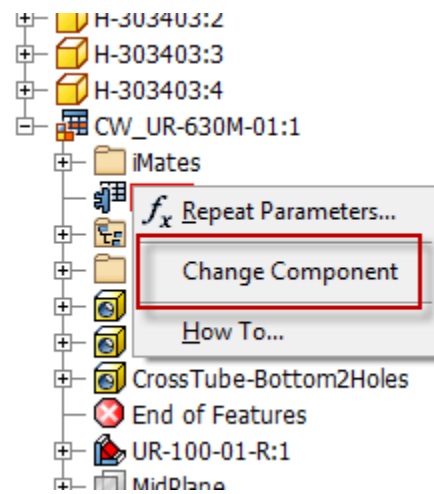 H-303403:2
H-303403:3
H-303403:4
CW_UR-630M-01:1
iMates
fx Repeat Parameters...
Change Component
How To...
CrossTube-Bottom2Holes
End of Features
UR-100-01-R:1
MidPlane